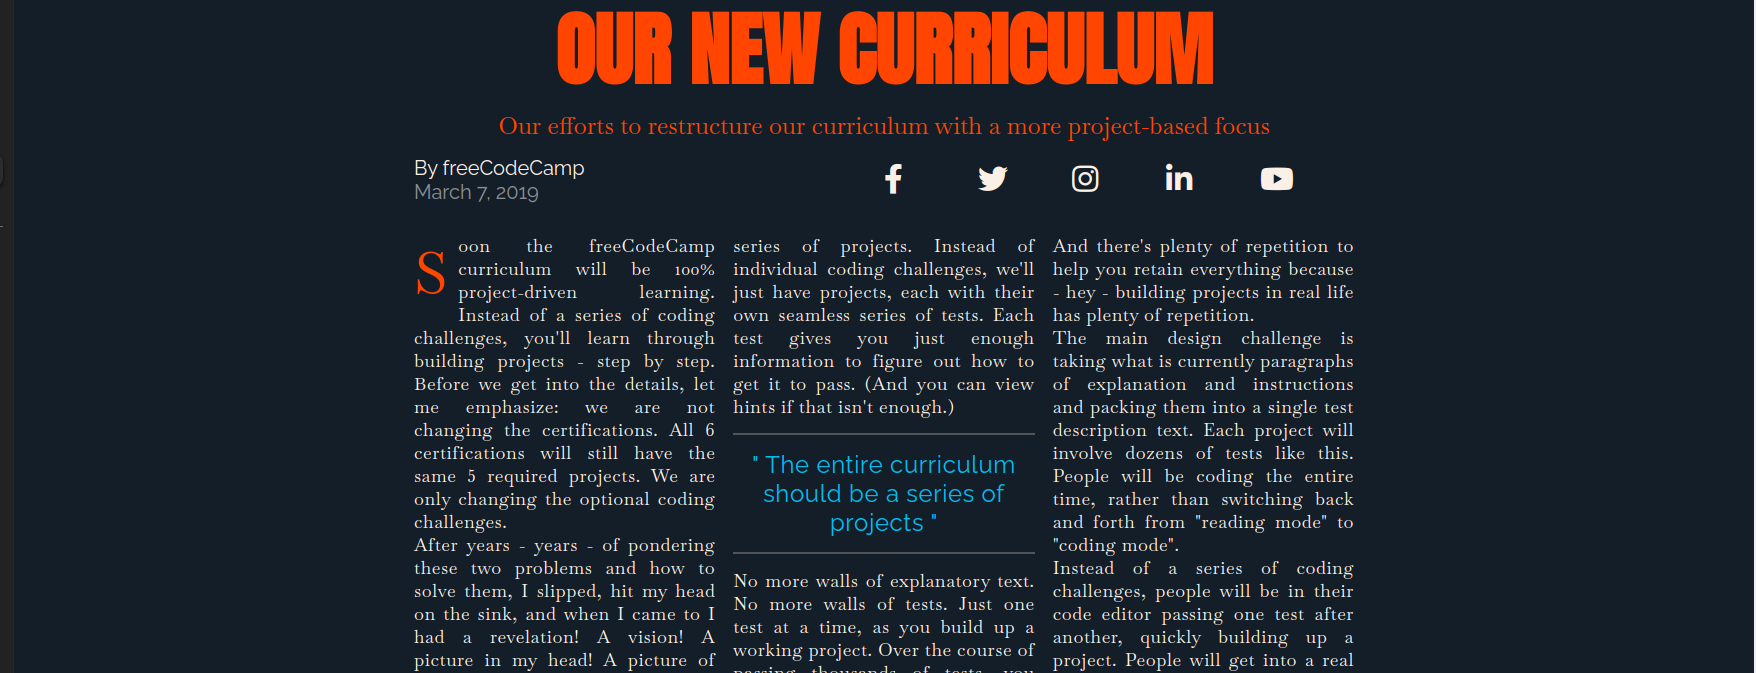 OUR NEW CURRICULUM
Our efforts to restructure our curriculum with a more project-based focus
By freeCodeCamp
March 7, 2019
Soon the freeCodeCamp
curriculum will be 100%
project-driven learning.
Instead of a series of coding
challenges, you'll learn through
building projects - step by step.
Before we get into the details, let
me emphasize: we are not
changing the certifications. All 6
certifications will still have the
same 5 required projects. We are
only changing the optional coding
challenges.
After years - years - of pondering
these two problems and how to
solve them, I slipped, hit my head
on the sink, and when I came to I
had a revelation! A vision! A
picture in my head! A picture of
series of projects. Instead of
individual coding challenges, we'll
just have projects, each with their
own seamless series of tests. Each
test gives you just enough
information to figure out how to
get it to pass. (And you can view
hints if that isn't enough.)
" The entire curriculum
should be a series of
projects "
No more walls of explanatory text.
No more walls of tests. Just one
test at a time, as you build up a
working project. Over the course of
passing thousands of tests, you
And there's plenty of repetition to
help you retain everything because
- hey - building projects in real life
has plenty of repetition.
The main design challenge is
taking what is currently paragraphs
of explanation and instructions
and packing them into a single test
description text. Each project will
involve dozens of tests like this.
People will be coding the entire
time, rather than switching back
and forth from "reading mode" to
"coding mode".
Instead of a series of coding
challenges, people will be in their
code editor passing one test after
another, quickly building up a
project. People will get into a real